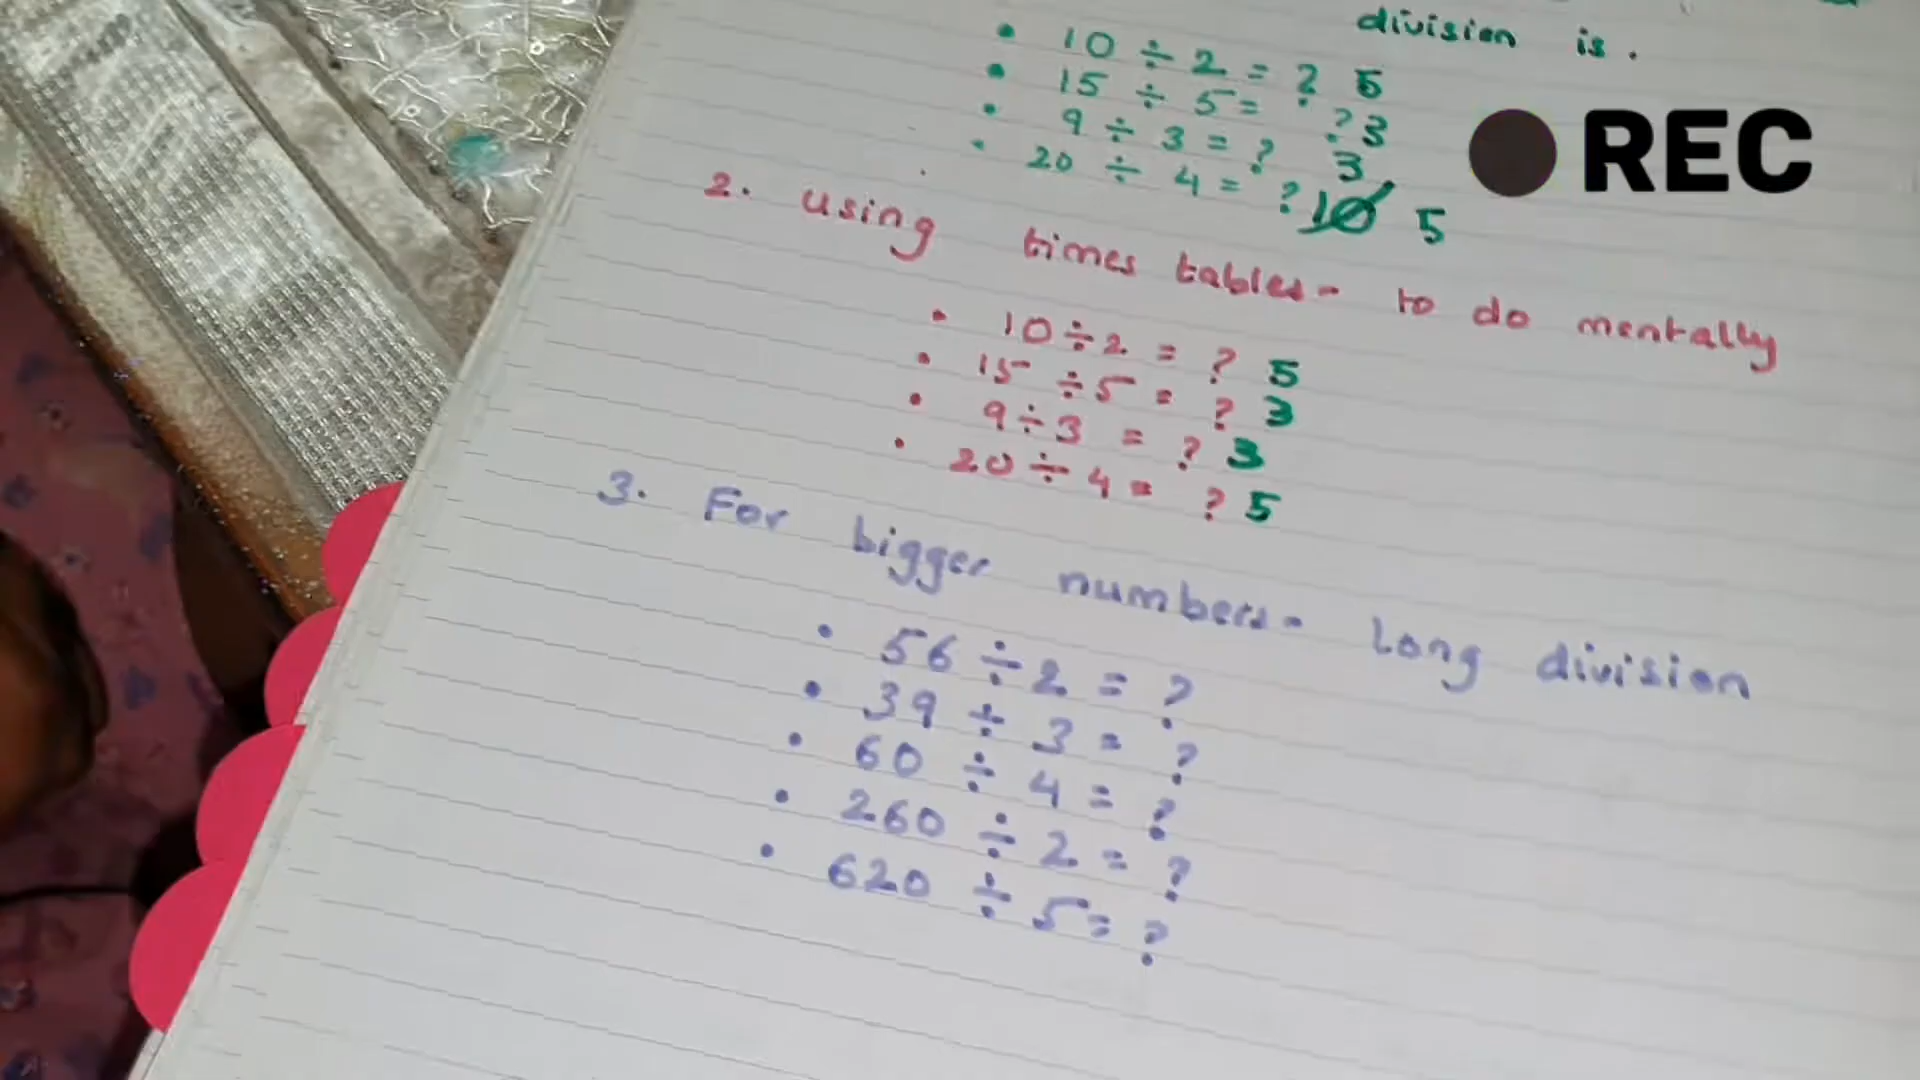 division is.
• 10 ÷ 2 = ? 5
• 15 ÷ 5 = ? 3
• 9 ÷ 3 = ? 3
• 20 ÷ 4 = ? 10 5
REC
2. using times tables - to do mentally
• 10 ÷ 2 = ? 5
• 15 ÷ 5 = ? 3
• 9 ÷ 3 = ? 3
• 20 ÷ 4 = ? 5
3. For bigger numbers - Long division
• 56 ÷ 2 = ?
• 39 ÷ 3 = ?
• 60 ÷ 4 = ?
• 260 ÷ 2 = ?
• 620 ÷ 5 = ?